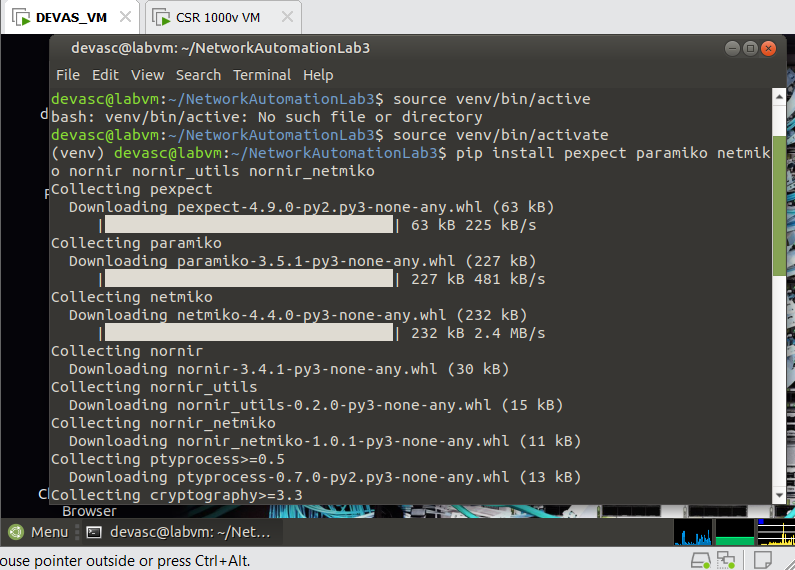 DEVAS_VM
CSR 1000v VM
devasc@labvm: ~/NetworkAutomationLab3
File Edit View Search Terminal Help
devasc@labvm:~/NetworkAutomationLab3$ source venv/bin/active
bash: venv/bin/active: No such file or directory
devasc@labvm:~/NetworkAutomationLab3$ source venv/bin/activate
(venv) devasc@labvm:~/NetworkAutomationLab3$ pip install pexpect paramiko netmik
o nornir nornir_utils nornir_netmiko
Collecting pexpect
  Downloading pexpect-4.9.0-py2.py3-none-any.whl (63 kB)
     |████████████████████████████████| 63 kB 225 kB/s
Collecting paramiko
  Downloading paramiko-3.5.1-py3-none-any.whl (227 kB)
     |████████████████████████████████| 227 kB 481 kB/s
Collecting netmiko
  Downloading netmiko-4.4.0-py3-none-any.whl (232 kB)
     |████████████████████████████████| 232 kB 2.4 MB/s
Collecting nornir
  Downloading nornir-3.4.1-py3-none-any.whl (30 kB)
Collecting nornir_utils
  Downloading nornir_utils-0.2.0-py3-none-any.whl (15 kB)
Collecting nornir_netmiko
  Downloading nornir_netmiko-1.0.1-py3-none-any.whl (11 kB)
Collecting ptyprocess>=0.5
  Downloading ptyprocess-0.7.0-py2.py3-none-any.whl (13 kB)
Collecting cryptography>=3.3
Browser
Menu
devasc@labvm: ~/Net...
ouse pointer outside or press Ctrl+Alt.